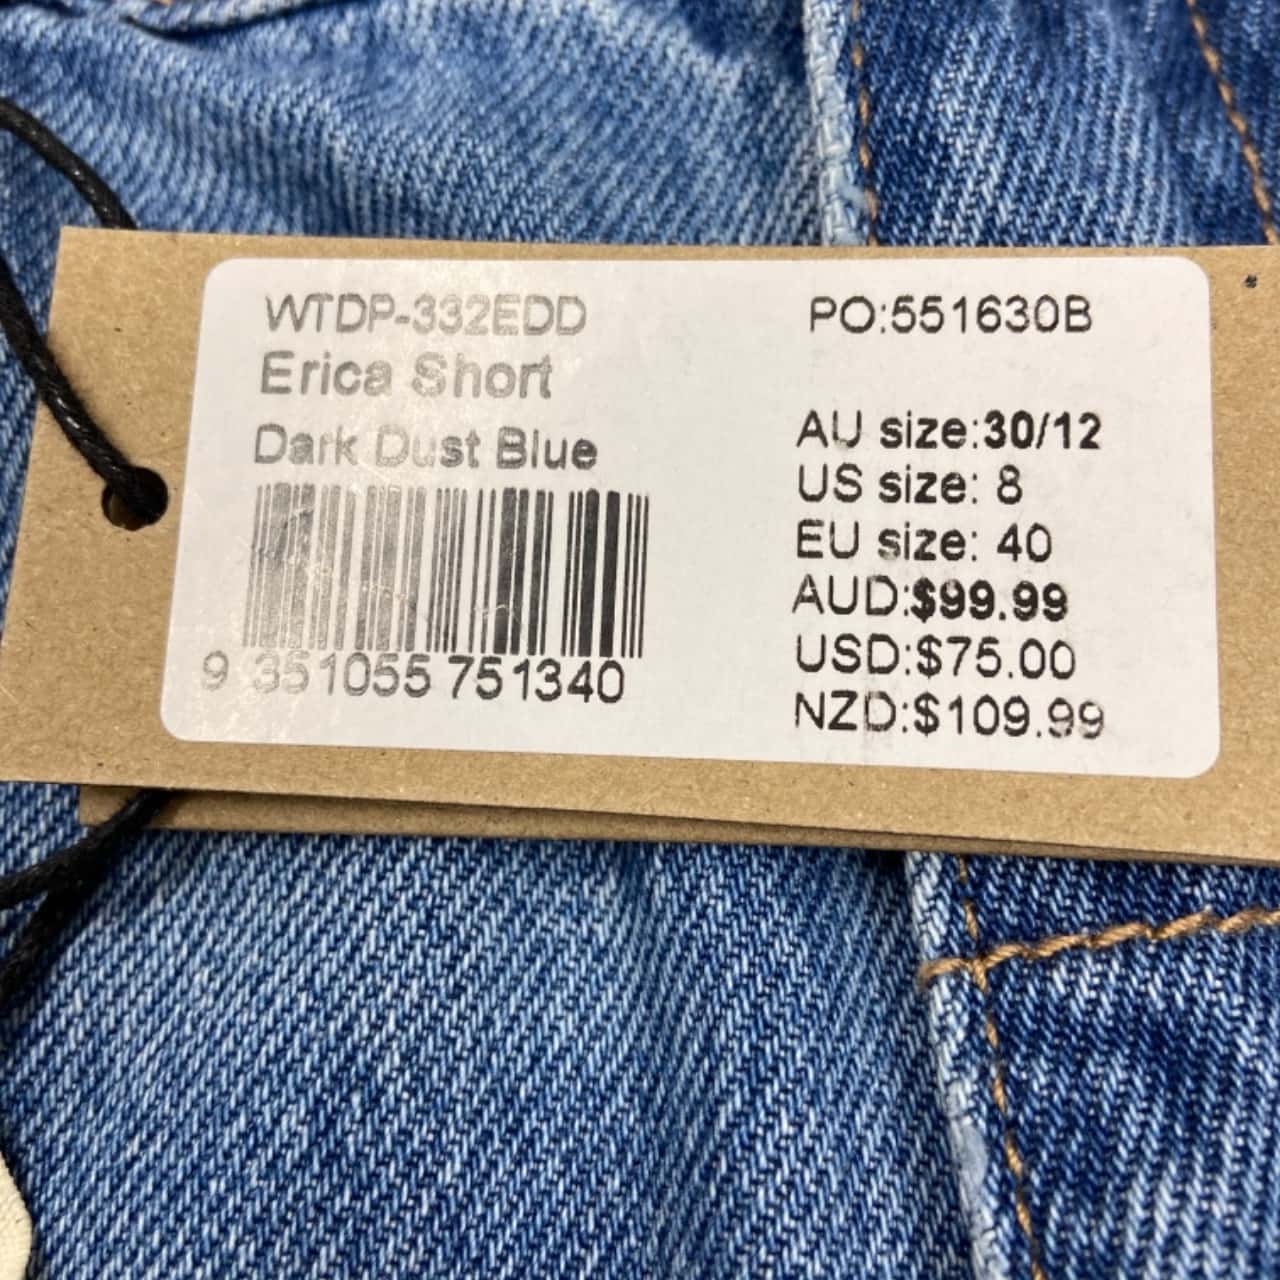 WTDP-332EDD
Erica Short
Dark Dust Blue
9 351055 751340
PO:551630B
AU size:30/12
US size: 8
EU size: 40
AUD:$99.99
USD:$75.00
NZD:$109.99